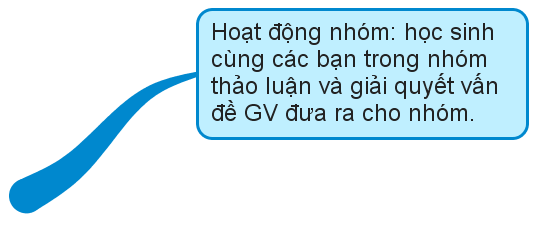 Hoạt động nhóm: học sinh
cùng các bạn trong nhóm
thảo luận và giải quyết vấn
đề GV đưa ra cho nhóm.